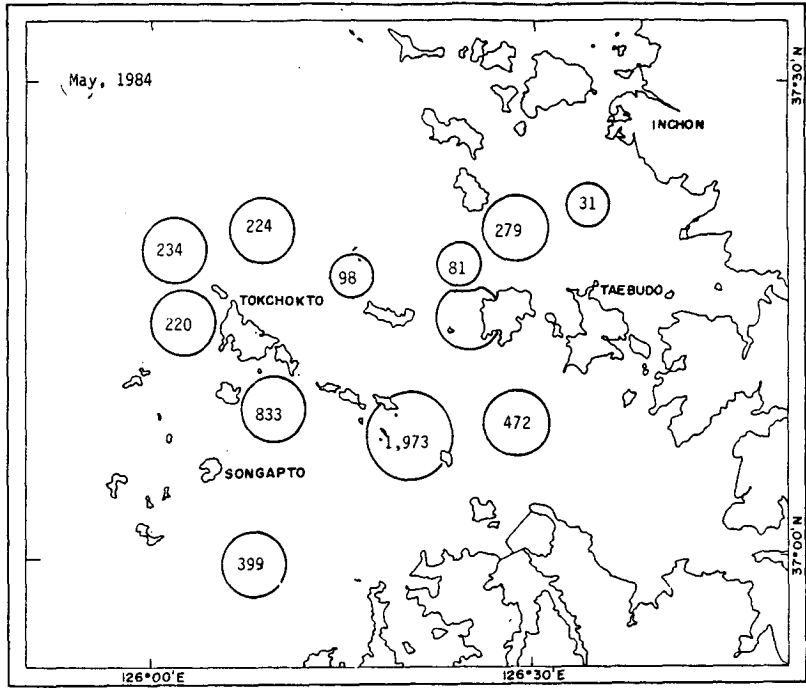 May, 1984
37°30'N
INCHON
31
224
279
234
81
98
TAEBUDO
TOKCHOKTO
220
833
472
1,973
SONGAPTO
399
37°00'N
126°00'E
126°30'E